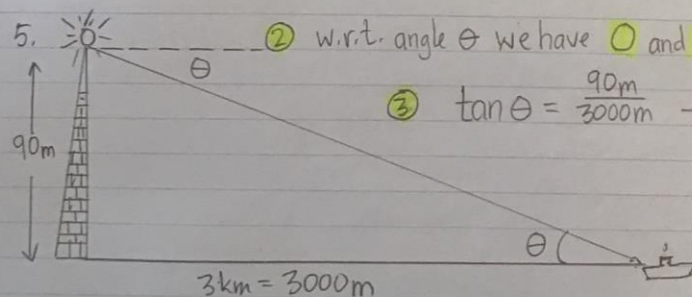 5. ② w.r.t. angle θ we have O and
θ
③ tan θ = 90m / 3000m -
90m
θ
3km = 3000m